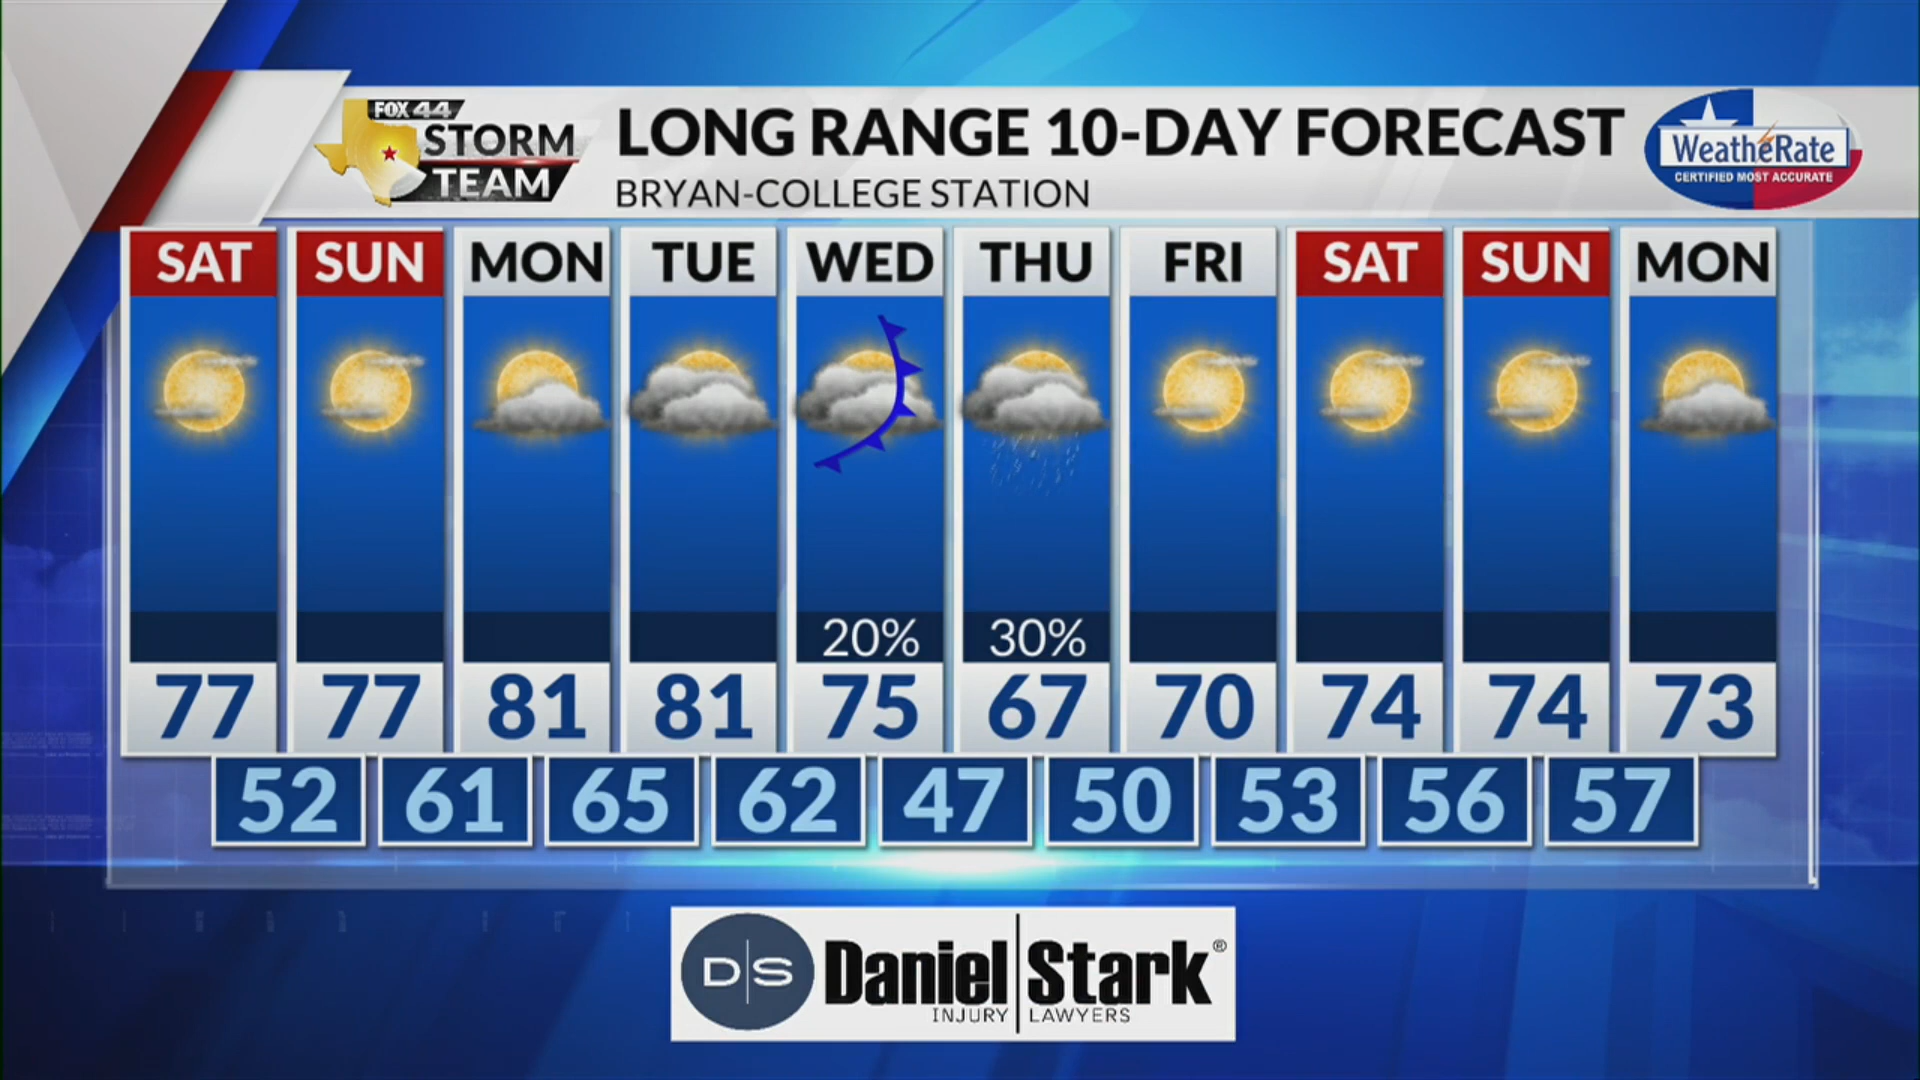 FOX 44
STORM
TEAM
LONG RANGE 10-DAY FORECAST
BRYAN-COLLEGE STATION
WeatheRate
CERTIFIED MOST ACCURATE
SAT SUN MON TUE WED THU FRI SAT SUN MON
20% 30%
77 77 81 81 75 67 70 74 74 73
52 61 65 62 47 50 53 56 57
D|S
Daniel|Stark®
INJURY LAWYERS